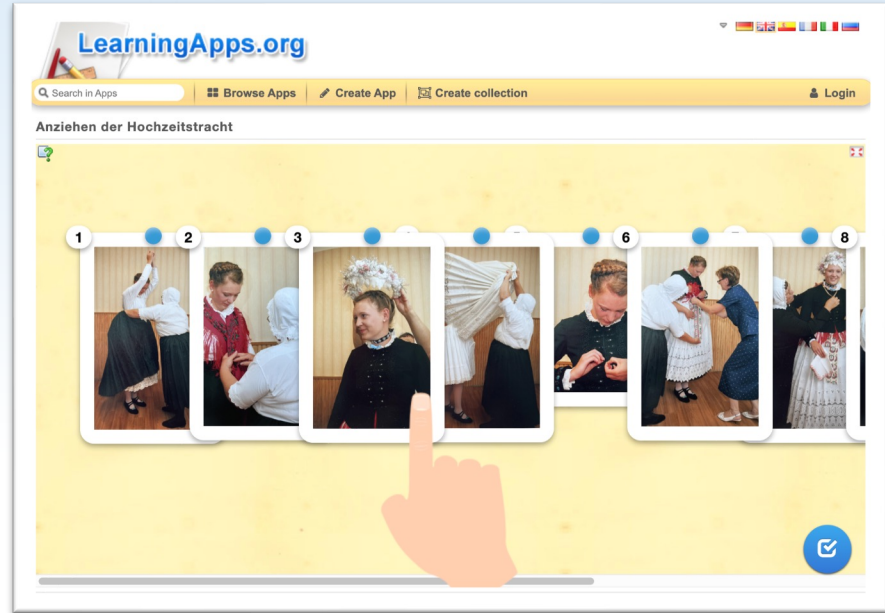 LearningApps.org
Search in Apps
Browse Apps
Create App
Create collection
Login
Anziehen der Hochzeitstracht
1
2
3
6
8